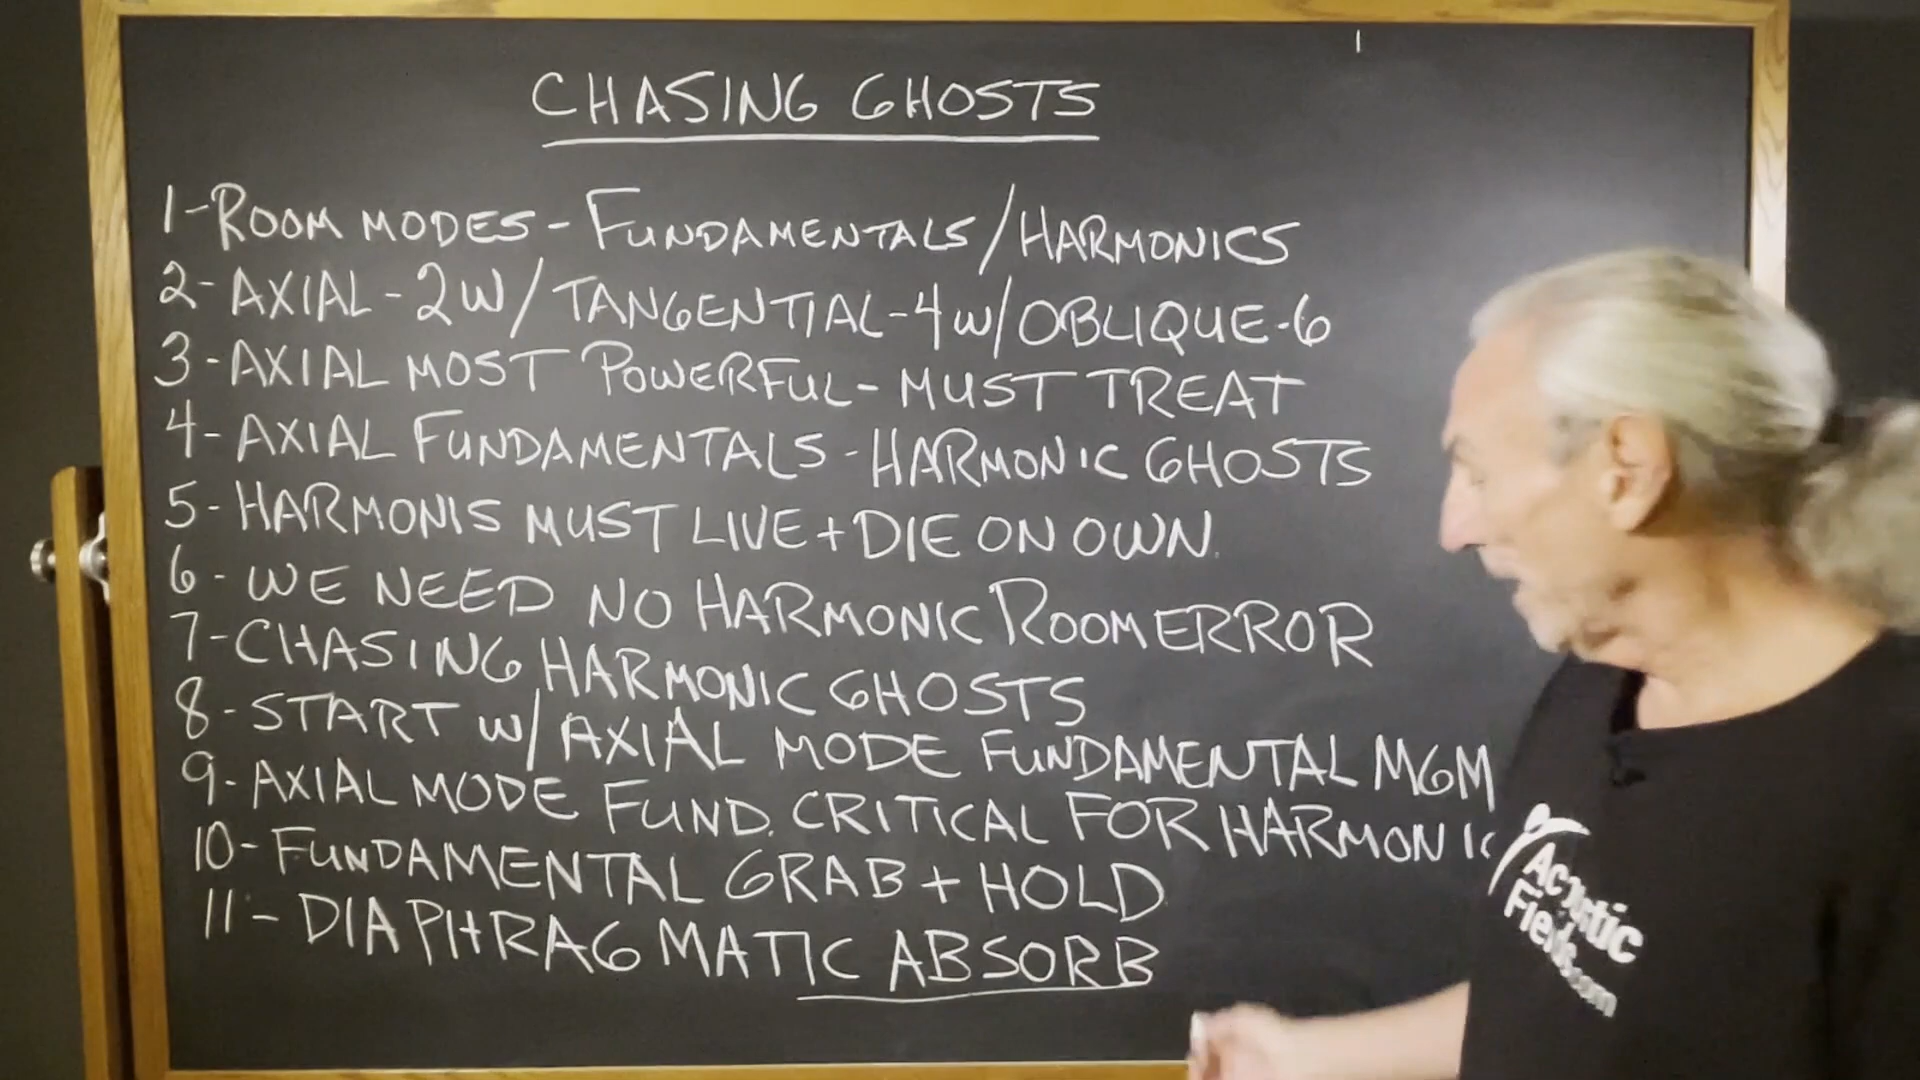 CHASING GHOSTS
1-ROOM MODES - FUNDAMENTALS/HARMONICS
2-AXIAL-2W/TANGENTIAL-4W/OBLIQUE-6
3-AXIAL MOST POWERFUL-MUST TREAT
4-AXIAL FUNDAMENTALS-HARMONIC GHOSTS
5-HARMONIS MUST LIVE+DIE ON OWN.
6-WE NEED NO HARMONIC ROOM ERROR
7-CHASING HARMONIC GHOSTS
8-START W/AXIAL MODE FUNDAMENTAL MGM
9-AXIAL MODE FUND. CRITICAL FOR HARMONIC
10-FUNDAMENTAL GRAB + HOLD
11-DIAPHRAGMATIC ABSORB
Acoustic
Fields.com